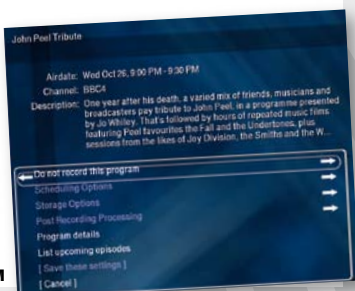 John Peel Tribute
Airdate: Wed Oct 26, 9:00 PM - 9:30 PM
Channel: BBC4
Description: One year after his death, a varied mix of friends, musicians and
broadcasters pay tribute to John Peel, in a programme presented
by Jo Whiley. That's followed by hours of repeated music films
featuring Peel favourites the Fall and the Undertones, plus
sessions from the likes of Joy Division, the Smiths and the W...
Do not record this program
Scheduling Options
Storage Options
Post Recording Processing
Program details
List upcoming episodes
[ Save these settings ]
[ Cancel ]